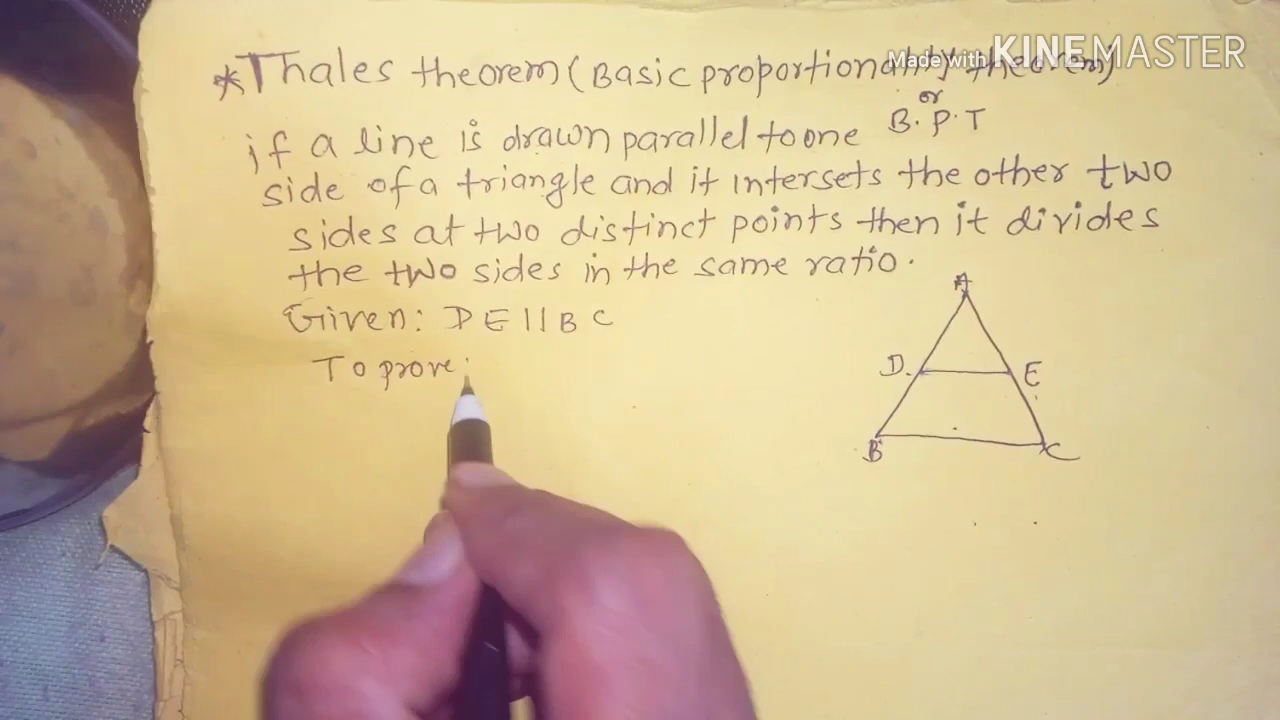 Made with KINEMASTER
*Thales theorem (Basic proportionality theorem)
or
B.P.T
if a line is drawn parallel to one
side of a triangle and it intersets the other two
sides at two distinct points then it divides
the two sides in the same ratio.
Given: DE||BC
To prove:
A
D E
B C